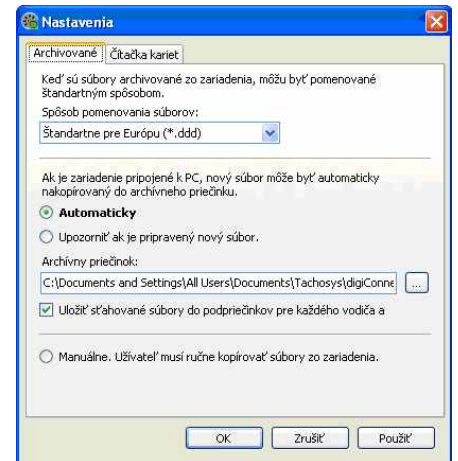 Nastavenia
Archivované Čítačka kariet
Keď sú súbory archivované zo zariadenia, môžu byť pomenované
štandartným spôsobom.
Spôsob pomenovania súborov:
Štandartne pre Európu (*.ddd)
Ak je zariadenie pripojené k PC, nový súbor môže byť automaticky
nakopírovaný do archívneho priečinku.
Automaticky
Upozorniť ak je pripravený nový súbor.
Archívny priečinok:
C:\Documents and Settings\All Users\Documents\Tachosys\digiConne
...
Uložiť sťahované súbory do podpriečinkov pre každého vodiča a
Manuálne. Užívateľ musí ručne kopírovať súbory zo zariadenia.
OK Zrušiť Použiť